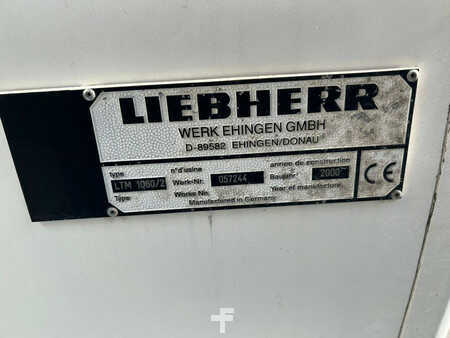 LIEBHERR
WERK EHINGEN GMBH
D-89582 EHINGEN/DONAU
type n°d'usine année de construction
LTM 1060/2 Werk-Nr. 057244 Baujahr 2000
Type Works No. Year of manufacture
Manufactured in Germany
CE